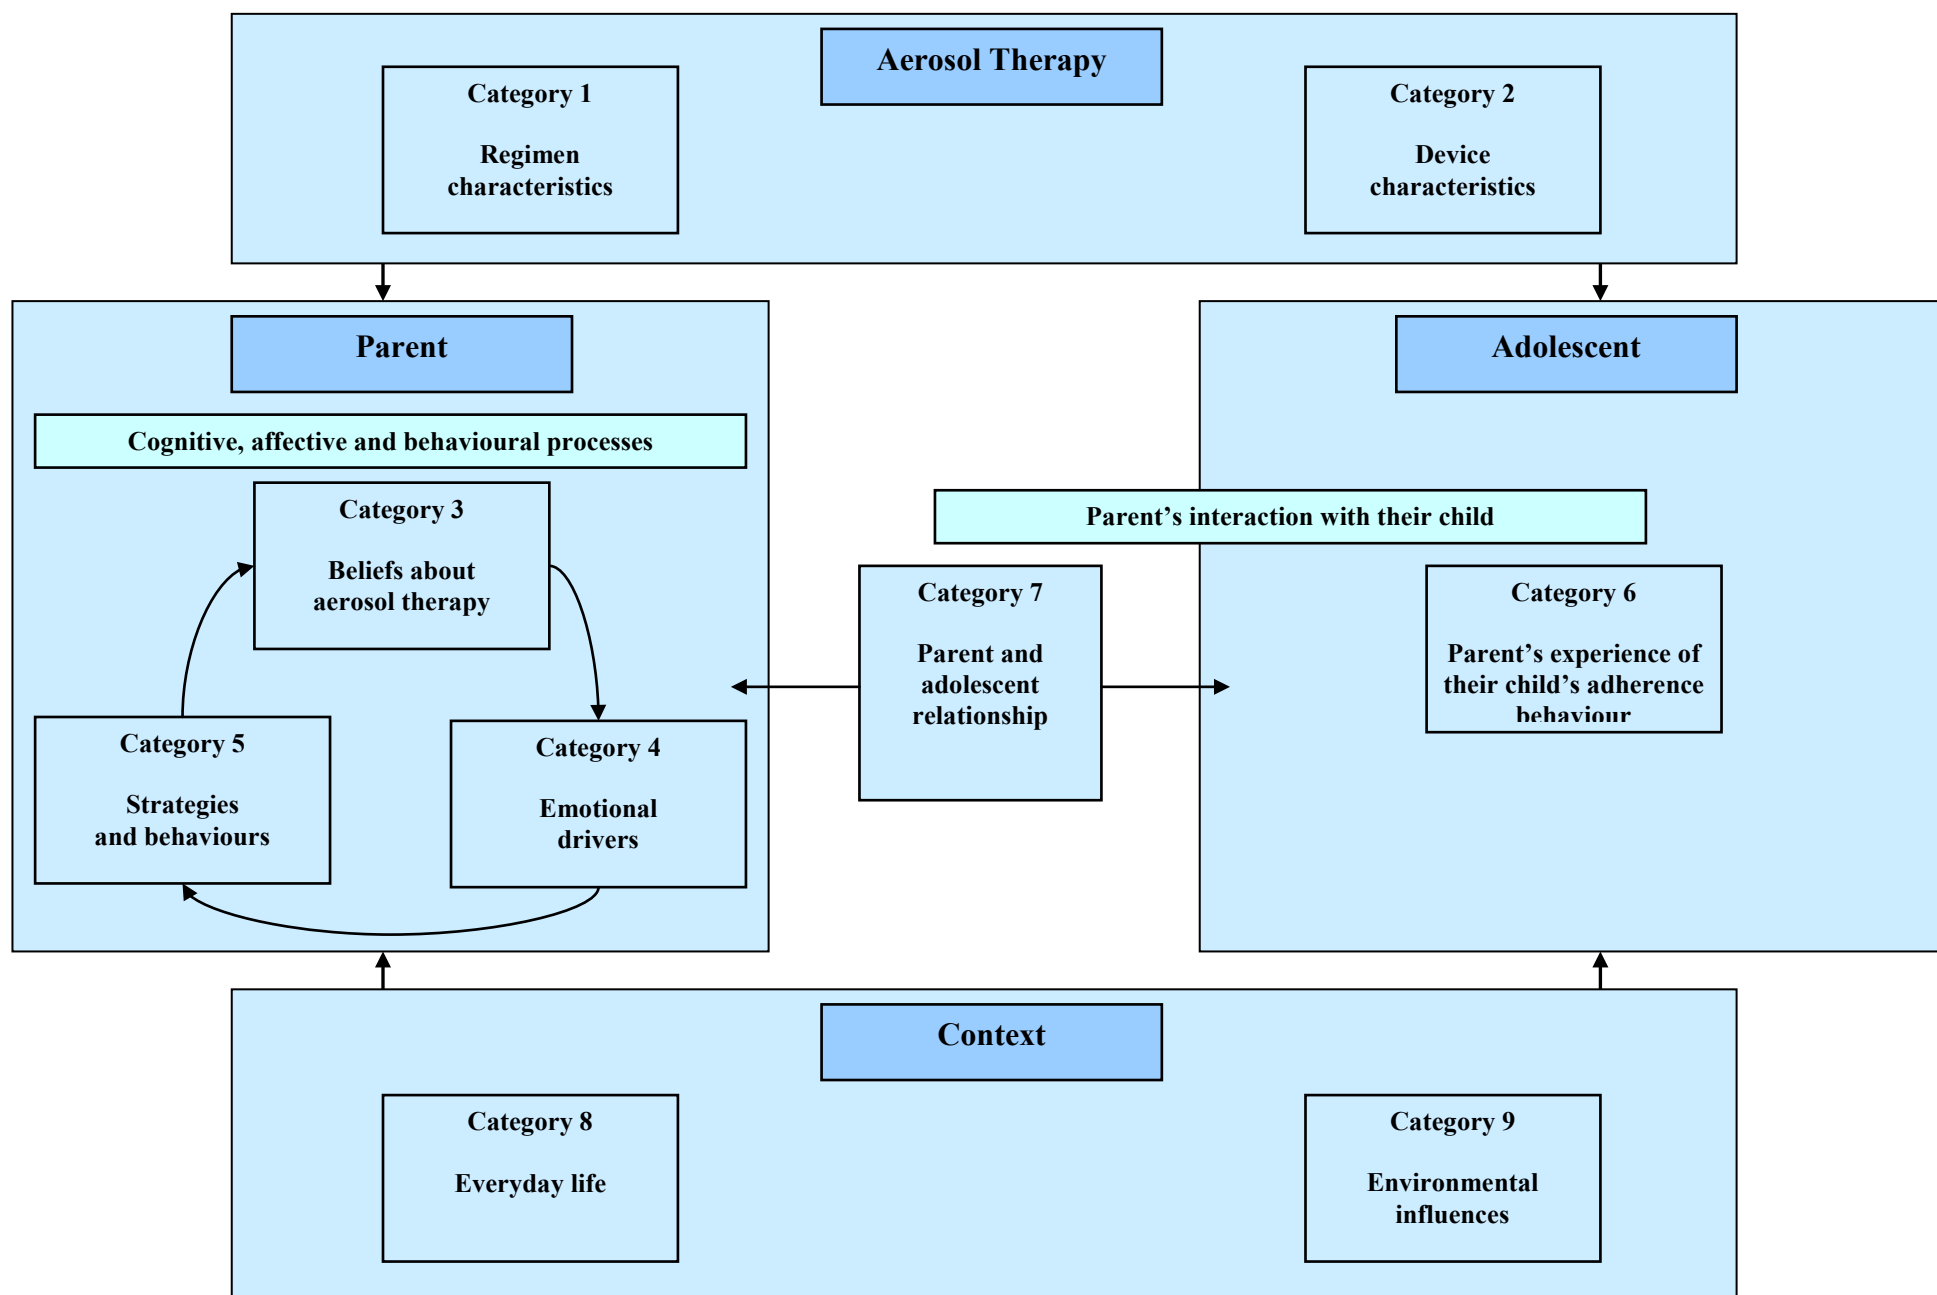 Aerosol Therapy
Category 1
Regimen
characteristics
Category 2
Device
characteristics
Parent
Cognitive, affective and behavioural processes
Category 3
Beliefs about
aerosol therapy
Category 5
Strategies
and behaviours
Category 4
Emotional
drivers
Parent’s interaction with their child
Category 7
Parent and
adolescent
relationship
Adolescent
Category 6
Parent’s experience of
their child’s adherence
behaviour
Context
Category 8
Everyday life
Category 9
Environmental
influences